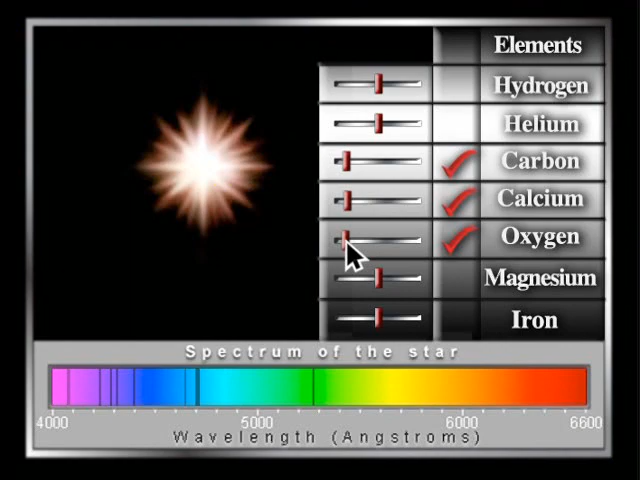 Elements
Hydrogen
Helium
Carbon
Calcium
Oxygen
Magnesium
Iron
Spectrum of the star
4000 5000 6000 6600
Wavelength (Angstroms)